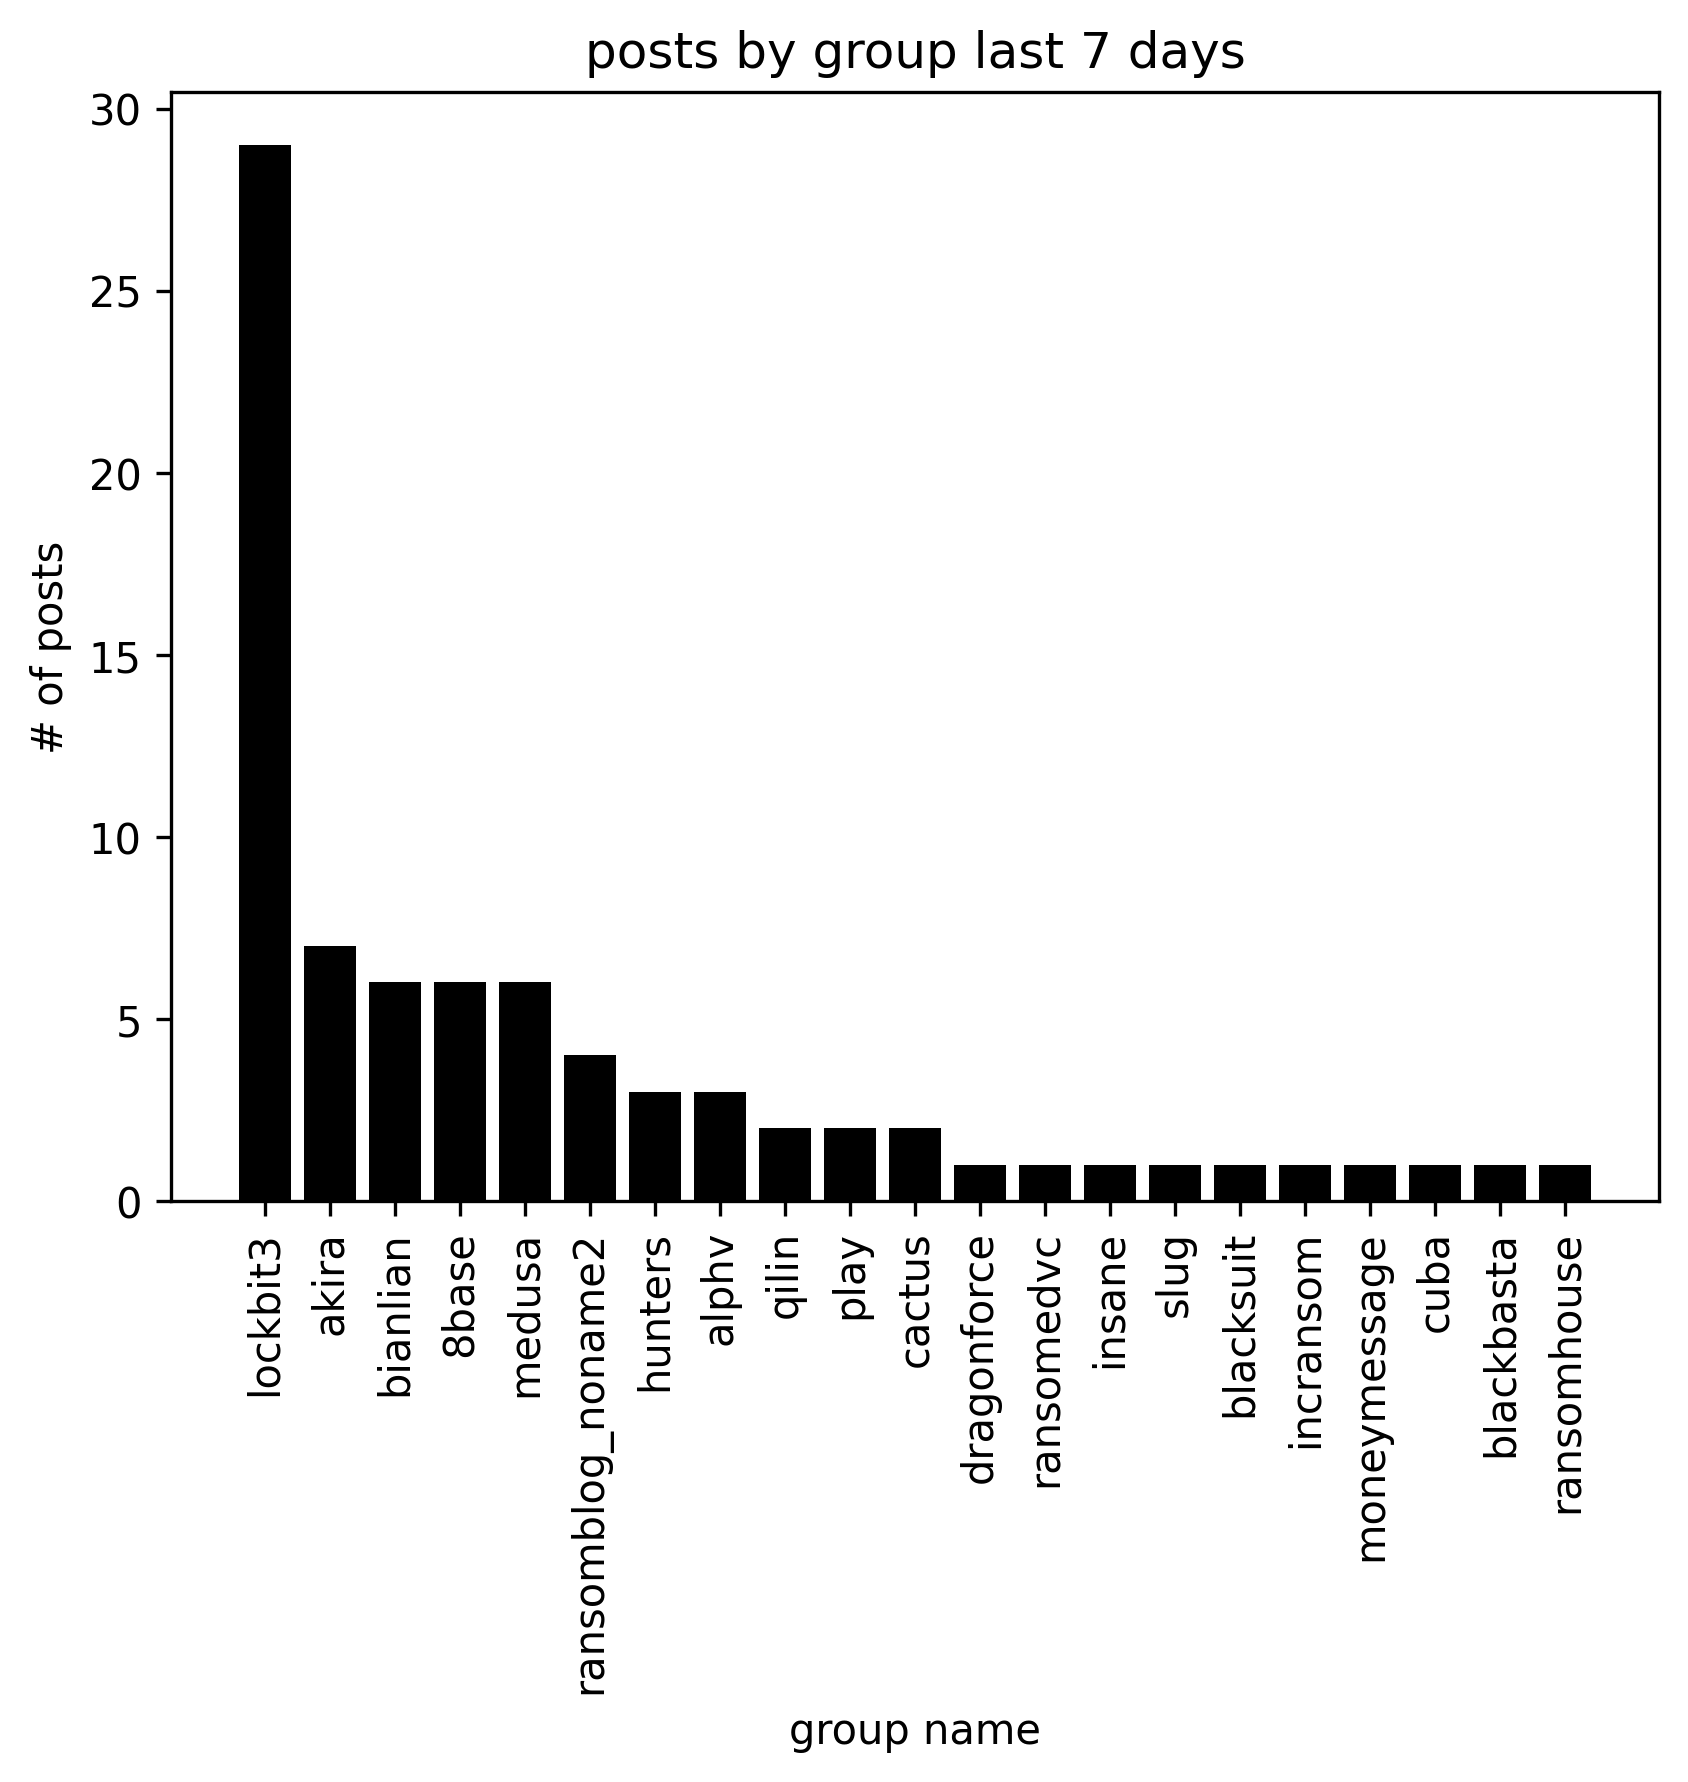 posts by group last 7 days
30
25
20
15
10
5
0
# of posts
lockbit3
akira
bianlian
8base
medusa
ransomblog_noname2
hunters
alphv
qilin
play
cactus
dragonforce
ransomedvc
insane
slug
blacksuit
incransom
moneymessage
cuba
blackbasta
ransomhouse
group name